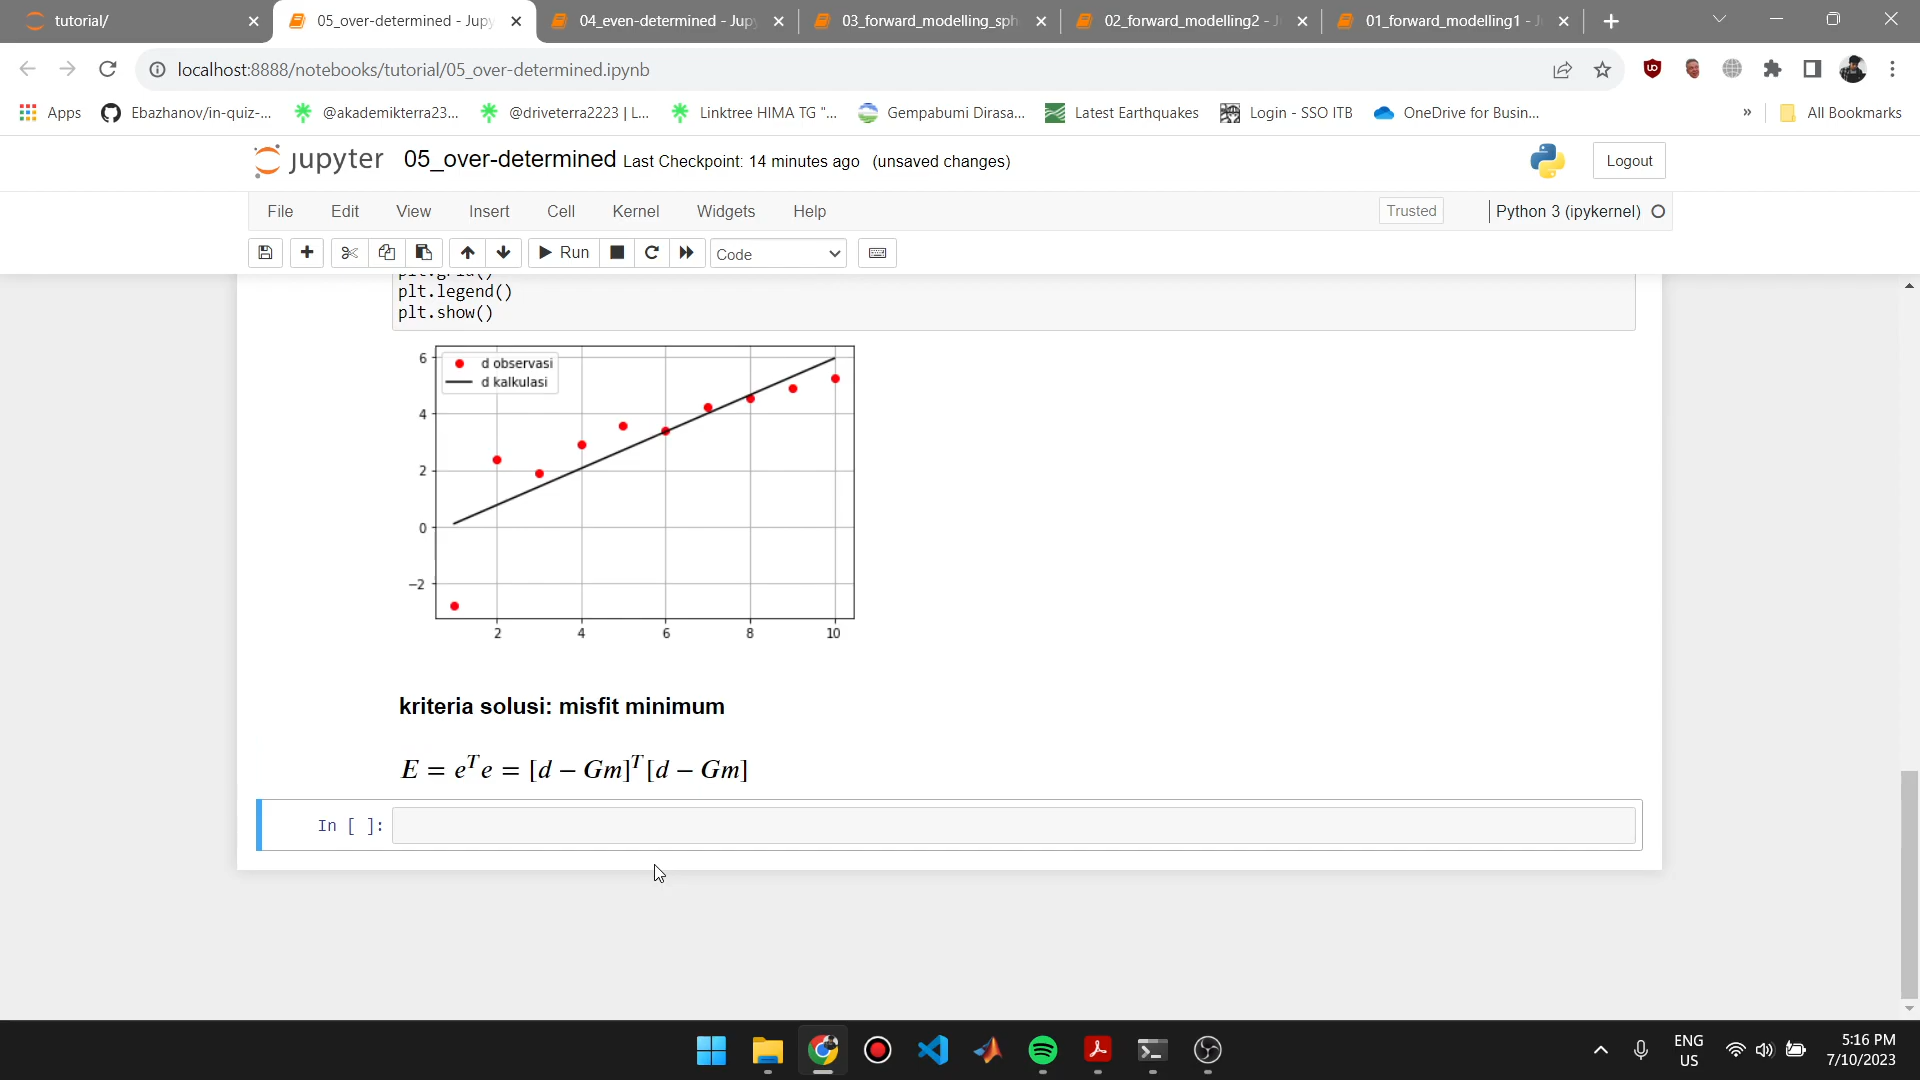 tutorial/
05_over-determined - Jupy
04_even-determined - Jup
03_forward_modelling_sph
02_forward_modelling2 - J
01_forward_modelling1 - J
localhost:8888/notebooks/tutorial/05_over-determined.ipynb
Apps
Ebazhanov/in-quiz-...
@akademikterra23...
@driveterra2223 | L...
Linktree HIMA TG "...
Gempabumi Dirasa...
Latest Earthquakes
Login - SSO ITB
OneDrive for Busin...
»
All Bookmarks
jupyter 05_over-determined Last Checkpoint: 14 minutes ago (unsaved changes)
Logout
File Edit View Insert Cell Kernel Widgets Help
Trusted
Python 3 (ipykernel)
Run
Code
plt.grid()
plt.legend()
plt.show()
d observasi
d kalkulasi
6
4
2
0
−2
2 4 6 8 10
kriteria solusi: misfit minimum
E = e^T e = [d − Gm]^T [d − Gm]
In [ ]:
ENG
US
5:16 PM
7/10/2023